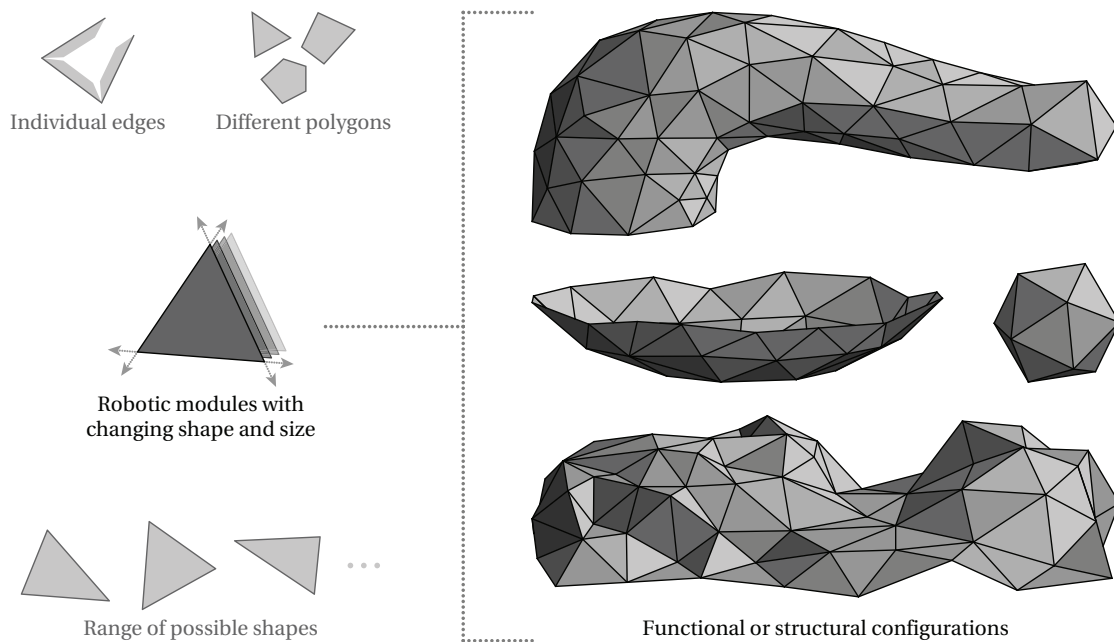 Individual edges
Different polygons
Robotic modules with
changing shape and size
Range of possible shapes
Functional or structural configurations